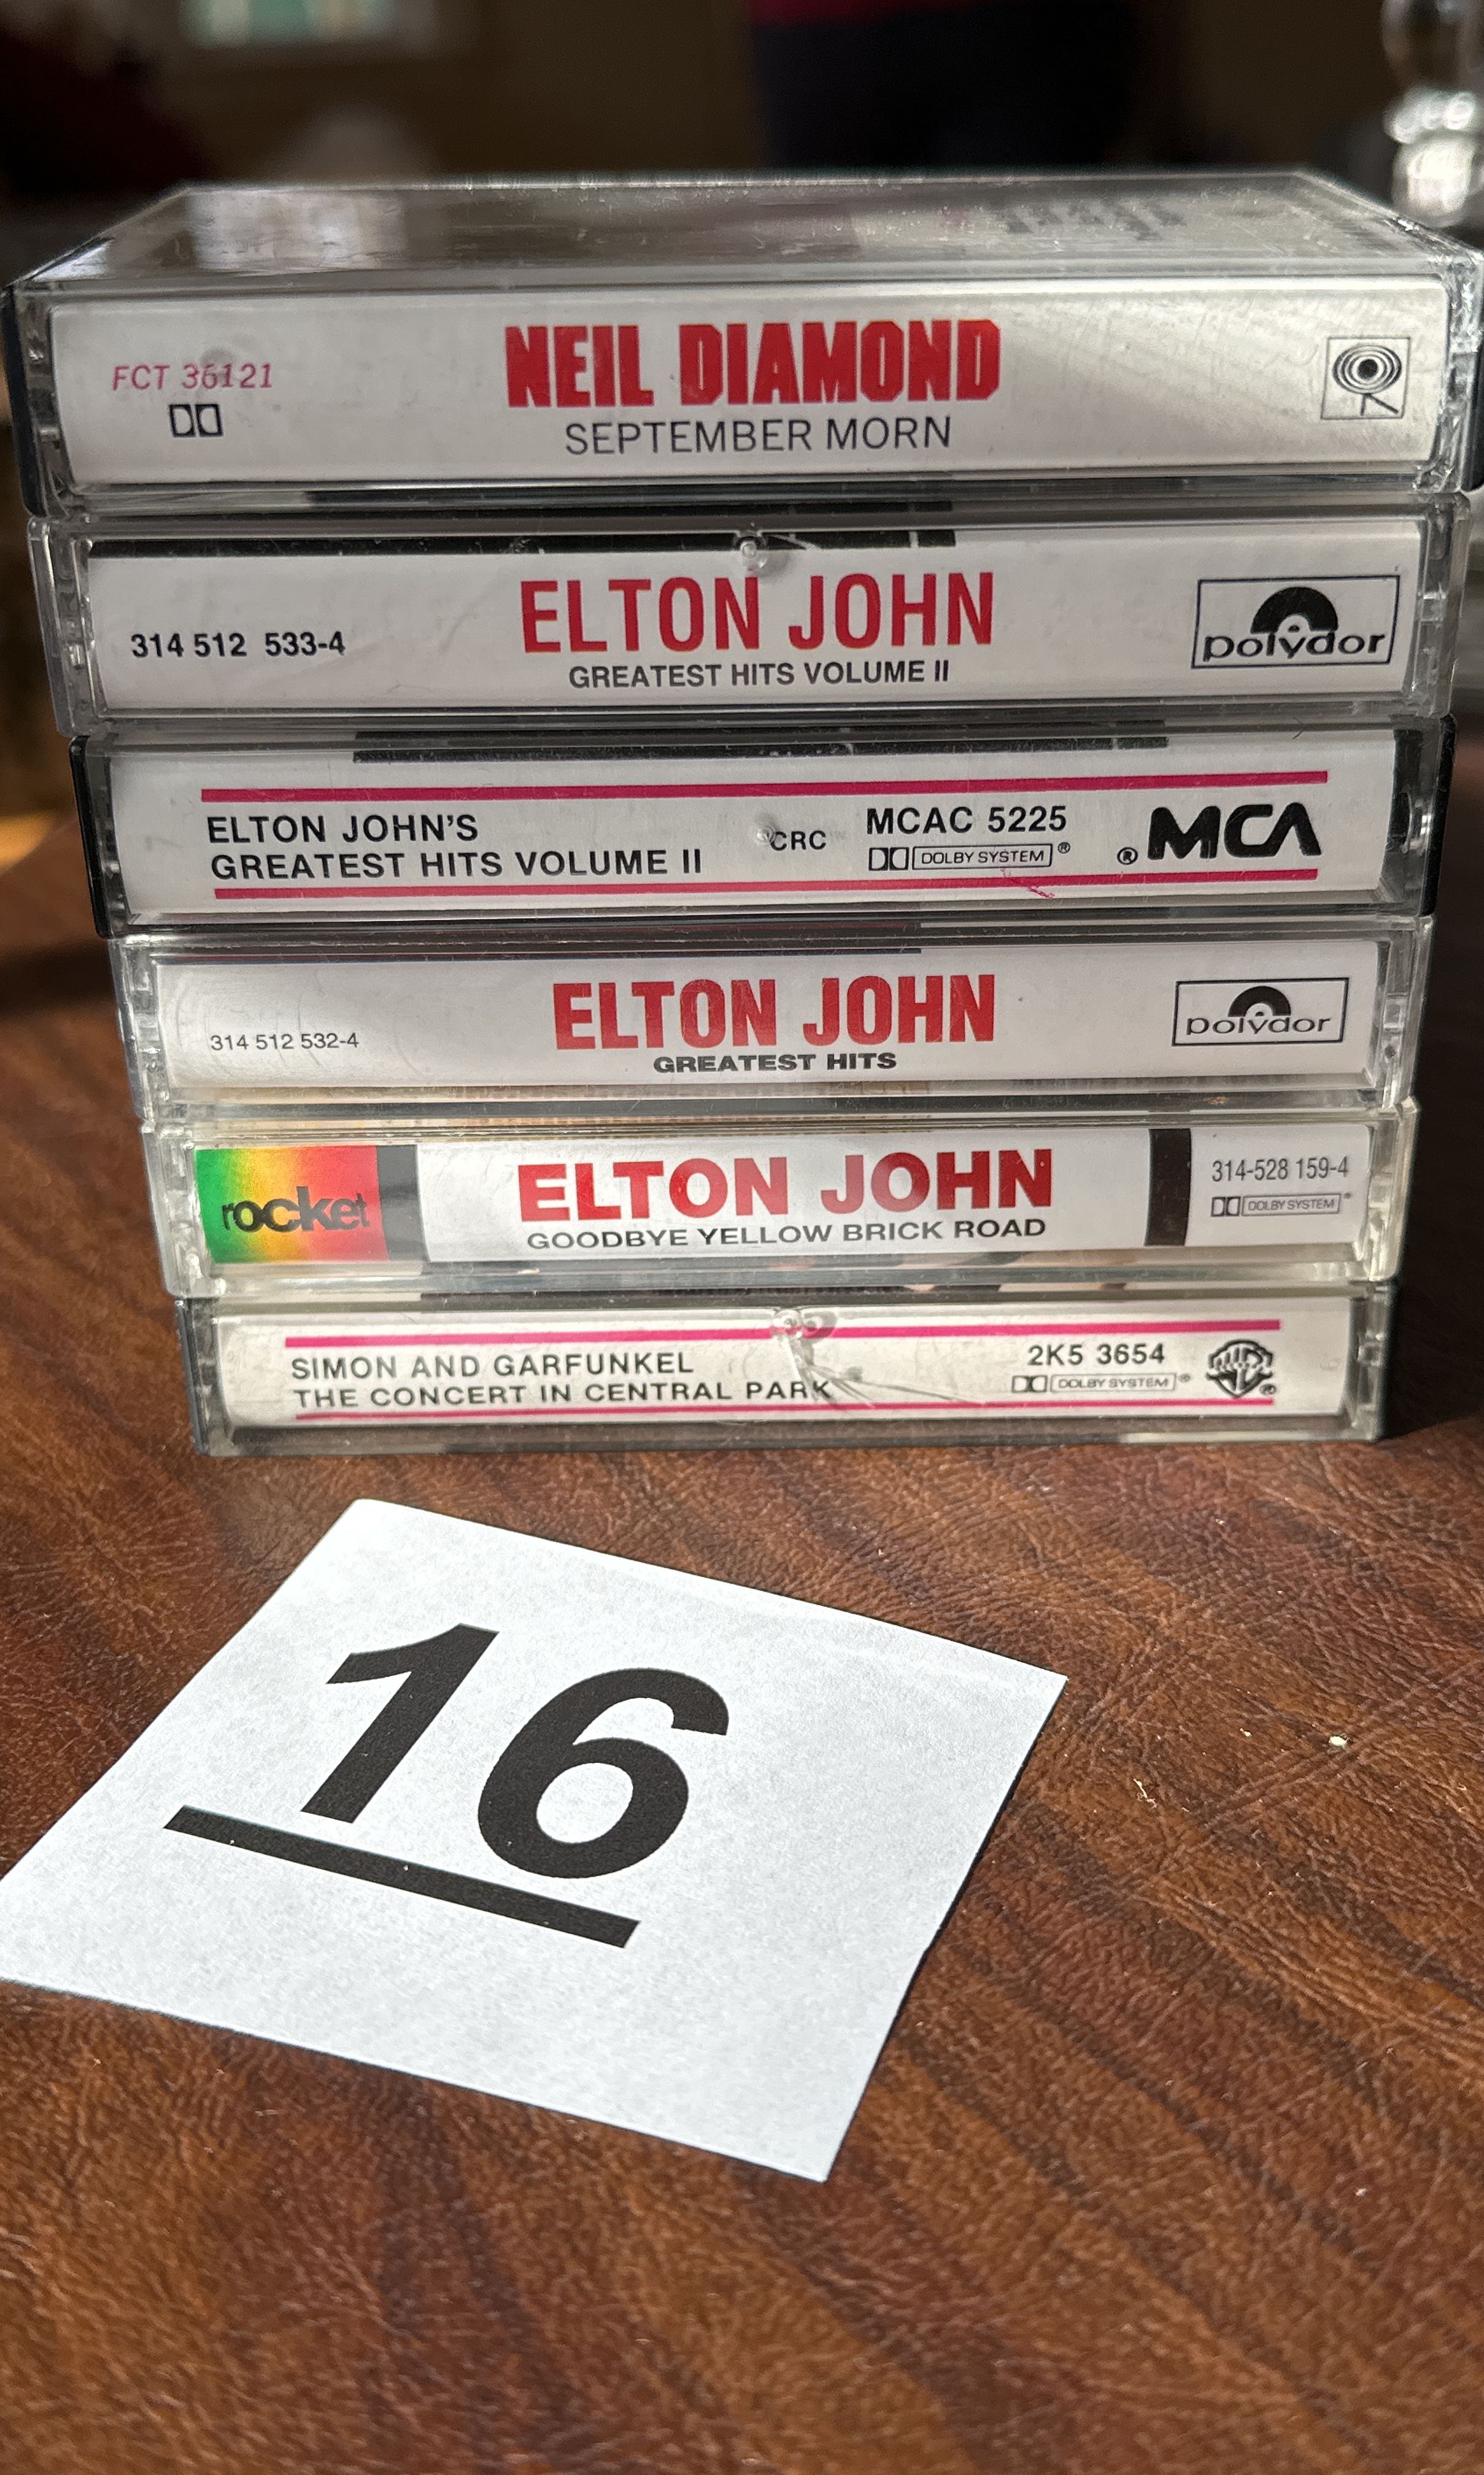 FCT 36121
NEIL DIAMOND
SEPTEMBER MORN
314 512 533-4
ELTON JOHN
GREATEST HITS VOLUME II
polydor
ELTON JOHN'S
GREATEST HITS VOLUME II
CRC
MCAC 5225
DOLBY SYSTEM®
® MCA
314 512 532-4
ELTON JOHN
GREATEST HITS
polydor
rocket
ELTON JOHN
GOODBYE YELLOW BRICK ROAD
314-528 159-4
DOLBY SYSTEM®
SIMON AND GARFUNKEL
THE CONCERT IN CENTRAL PARK
2K5 3654
DOLBY SYSTEM®
®
16